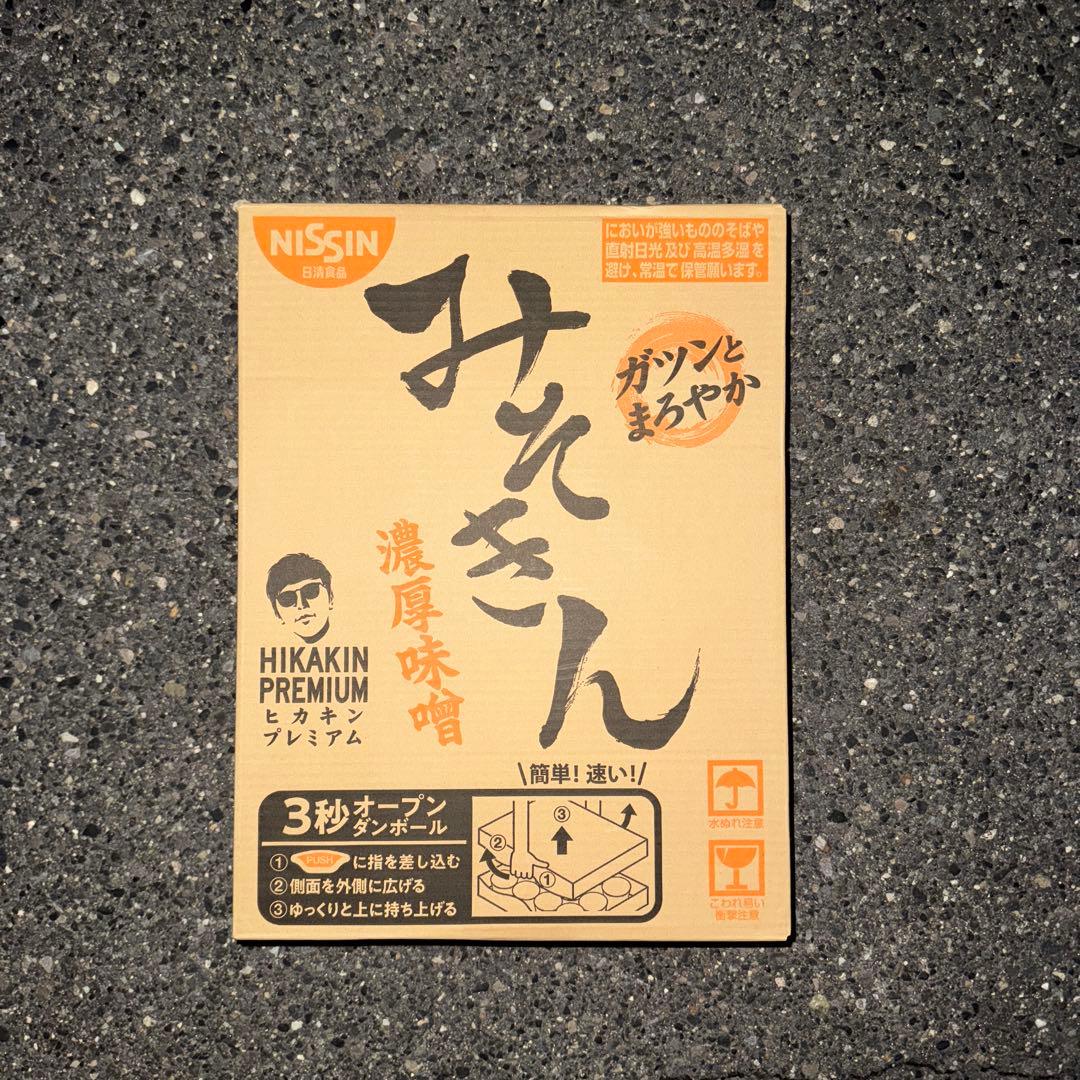 NISSIN
日清食品
においが強いもののそばや
直射日光及び高温多湿を
避け、常温で保管願います。
みそきん
ガツンと
まろやか
濃厚味噌
HIKAKIN
PREMIUM
ヒカキン
プレミアム
\簡単!速い!/
3秒オープン
ダンボール
① PUSH に指を差し込む
② 側面を外側に広げる
③ ゆっくりと上に持ち上げる
③
②
①
水ぬれ注意
こわれ易い
衝撃注意